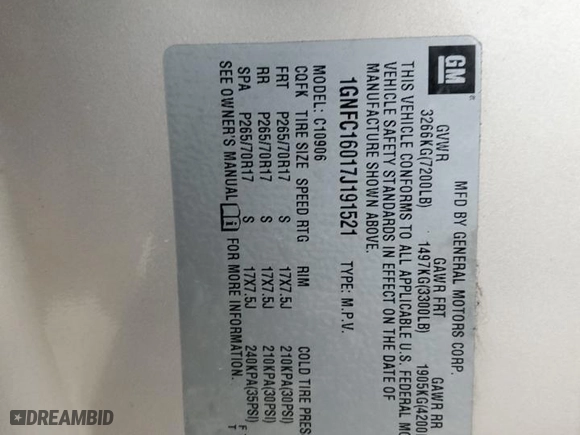 GM
MFD BY GENERAL MOTORS CORP.
GVWR GAWR FRT GAWR RR
3266KG(7200LB) 1497KG(3300LB) 1905KG(4200
THIS VEHICLE CONFORMS TO ALL APPLICABLE U.S. FEDERAL MO
VEHICLE SAFETY STANDARDS IN EFFECT ON THE DATE OF
MANUFACTURE SHOWN ABOVE.
1GNFC16017J191521 TYPE: M.P.V.
MODEL: C10906
CQFK TIRE SIZE SPEED RTG RIM COLD TIRE PRES
FRT P265/70R17 S 17X7.5J 210KPA(30PSI)
RR P265/70R17 S 17X7.5J 210KPA(30PSI)
SPA P265/70R17 S 17X7.5J 240KPA(35PSI)
SEE OWNER'S MANUAL FOR MORE INFORMATION.
F
T
DREAMBID